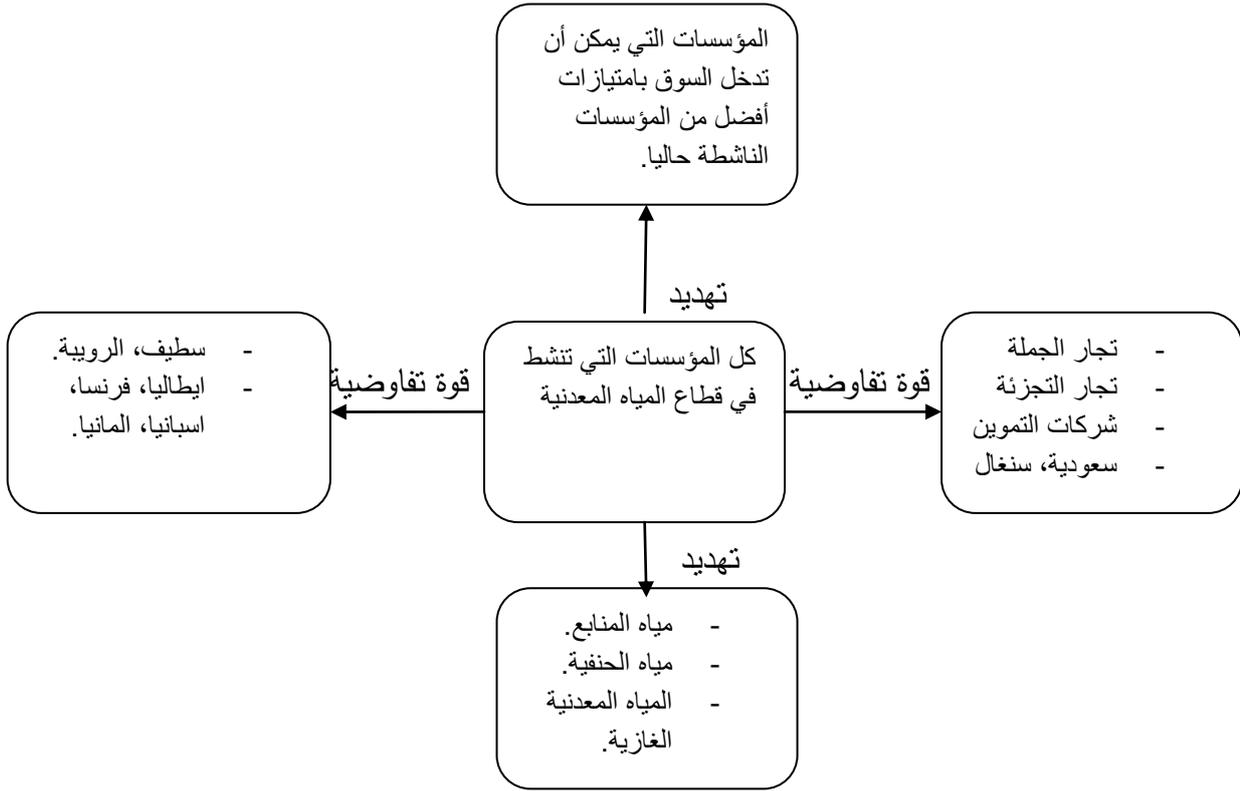 المؤسسات التي يمكن أن
تدخل السوق بامتيازات
أفضل من المؤسسات
الناشطة حاليا.
تهديد
- تجار الجملة
- تجار التجزئة
- شركات التموين
- سعودية، سنغال
قوة تفاوضية
كل المؤسسات التي تنشط
في قطاع المياه المعدنية
قوة تفاوضية
- سطيف، الرويبة.
- ايطاليا، فرنسا،
اسبانيا، المانيا.
تهديد
- مياه المنابع.
- مياه الحنفية.
- المياه المعدنية
الغازية.